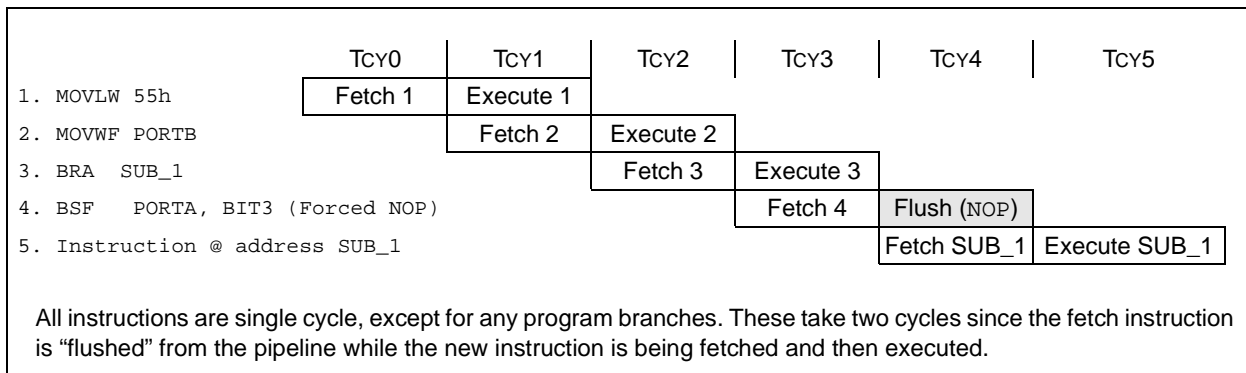 TCY0 TCY1 TCY2 TCY3 TCY4 TCY5
1. MOVLW 55h Fetch 1 Execute 1
2. MOVWF PORTB Fetch 2 Execute 2
3. BRA SUB_1 Fetch 3 Execute 3
4. BSF PORTA, BIT3 (Forced NOP) Fetch 4 Flush (NOP)
5. Instruction @ address SUB_1 Fetch SUB_1 Execute SUB_1
All instructions are single cycle, except for any program branches. These take two cycles since the fetch instruction
is “flushed” from the pipeline while the new instruction is being fetched and then executed.